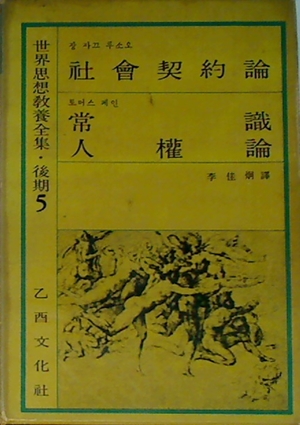 世界思想敎養全集·後期5
乙酉文化社
장 자끄 루소오
社會契約論
토머스 페인
常識
人權論
李佳炯譯